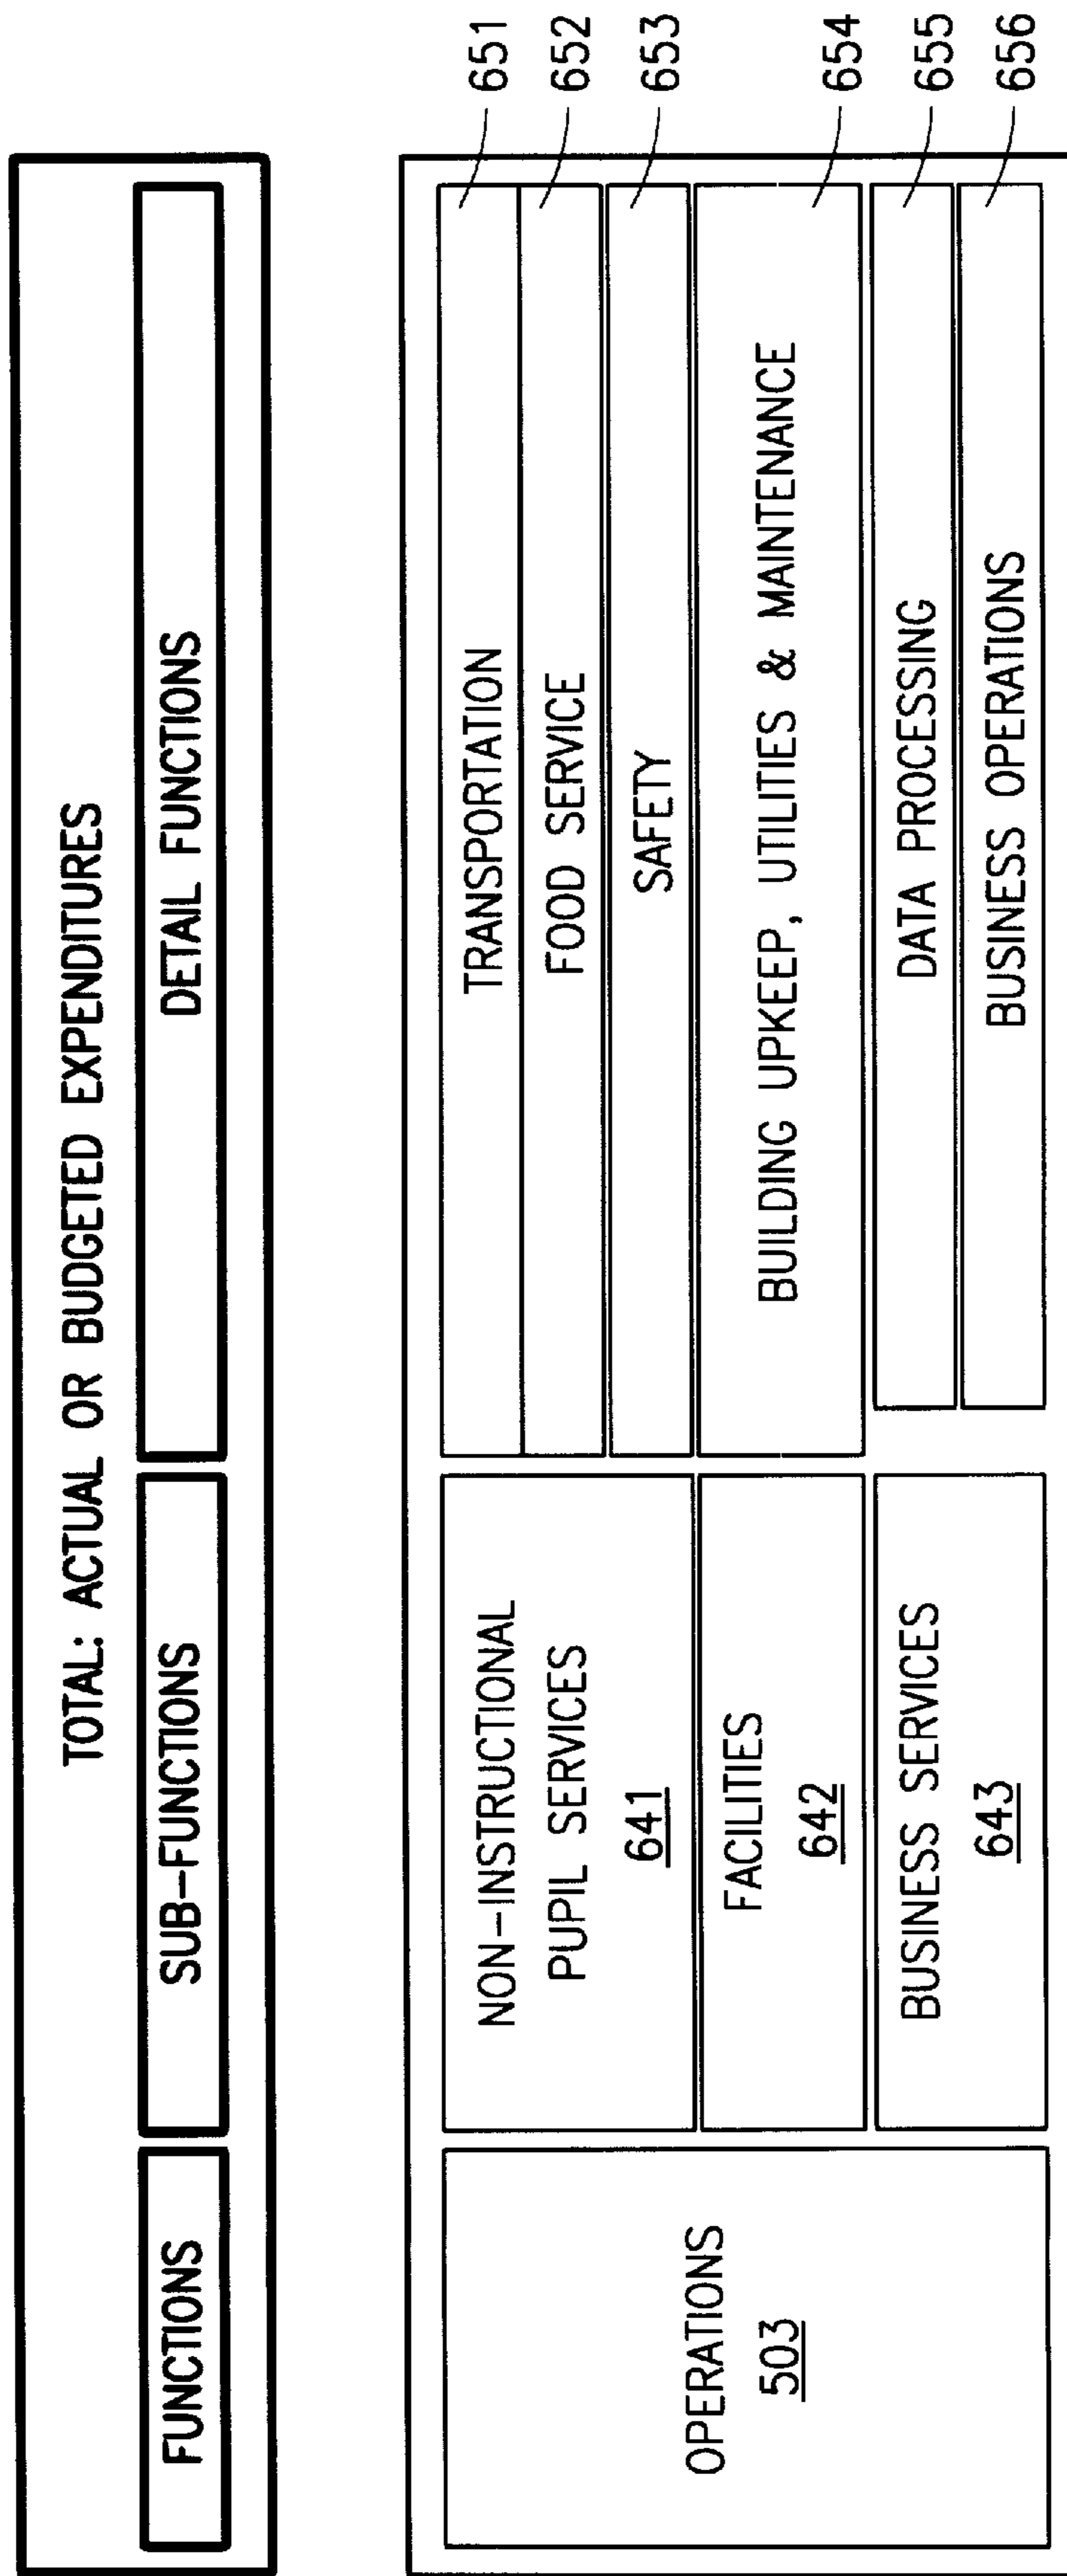 TOTAL: ACTUAL OR BUDGETED EXPENDITURES
FUNCTIONS
SUB-FUNCTIONS
DETAIL FUNCTIONS
OPERATIONS
503
NON-INSTRUCTIONAL
PUPIL SERVICES
641
TRANSPORTATION
651
FOOD SERVICE
652
SAFETY
653
FACILITIES
642
BUILDING UPKEEP, UTILITIES & MAINTENANCE
654
BUSINESS SERVICES
643
DATA PROCESSING
655
BUSINESS OPERATIONS
656